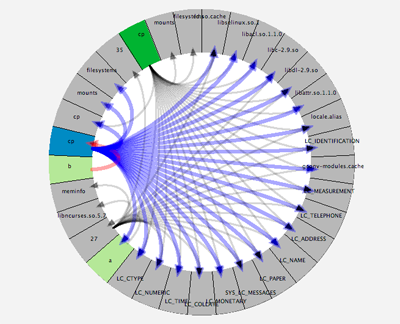 filesystems
ld.so.cache
libselinux.so.1
libacl.so.1.1.0
libc-2.9.so
libdl-2.9.so
libattr.so.1.1.0
locale.alias
LC_IDENTIFICATION
gconv-modules.cache
LC_MEASUREMENT
LC_TELEPHONE
LC_ADDRESS
LC_NAME
LC_PAPER
SYS_LC_MESSAGES
LC_MONETARY
LC_COLLATE
LC_TIME
LC_NUMERIC
LC_CTYPE
a
27
libncurses.so.5.7
meminfo
b
cp
cp
mounts
filesystems
35
cp
mounts